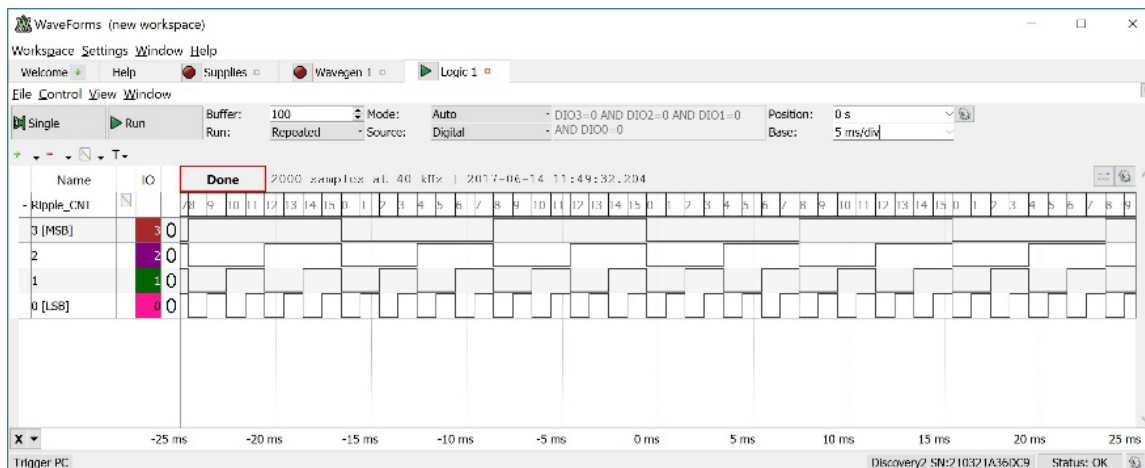 WaveForms (new workspace)
Workspace Settings Window Help
Welcome Help Supplies Wavegen 1 Logic 1
File Control View Window
Single Run Buffer: 100 Mode: Auto DIO3=0 AND DIO2=0 AND DIO1=0 Position: 0 s
Run: Repeated Source: Digital AND DIO0=0 Base: 5 ms/div
T
Name IO Done 2000 samples at 40 kHz | 2017-06-14 11:49:32.204
Ripple_CNT 7 8 9 10 11 12 13 14 15 0 1 2 3 4 5 6 7 8 9 10 11 12 13 14 15 0 1 2 3 4 5 6 7 8 9 10 11 12 13 14 15 0 1 2 3 4 5 6 7 8 9
3 [MSB] 3 0
2 2 0
1 1 0
0 [LSB] 0 0
X -25 ms -20 ms -15 ms -10 ms -5 ms 0 ms 5 ms 10 ms 15 ms 20 ms 25 ms
Trigger PC Discovery2 SN:210321A36DC9 Status: OK